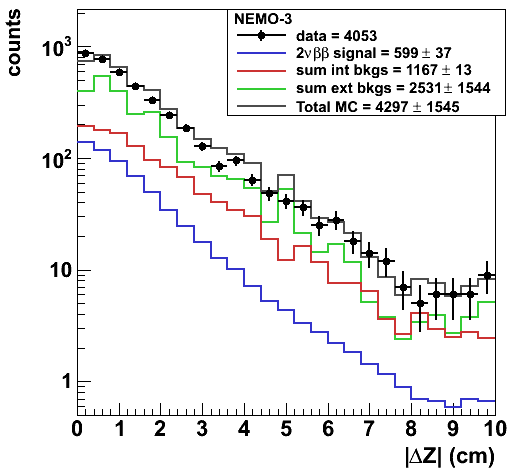 counts
NEMO-3
data = 4053
2νββ signal = 599 ± 37
sum int bkgs = 1167 ± 13
sum ext bkgs = 2531 ± 1544
Total MC = 4297 ± 1545
10³
10²
10
1
0 1 2 3 4 5 6 7 8 9 10
|ΔZ| (cm)